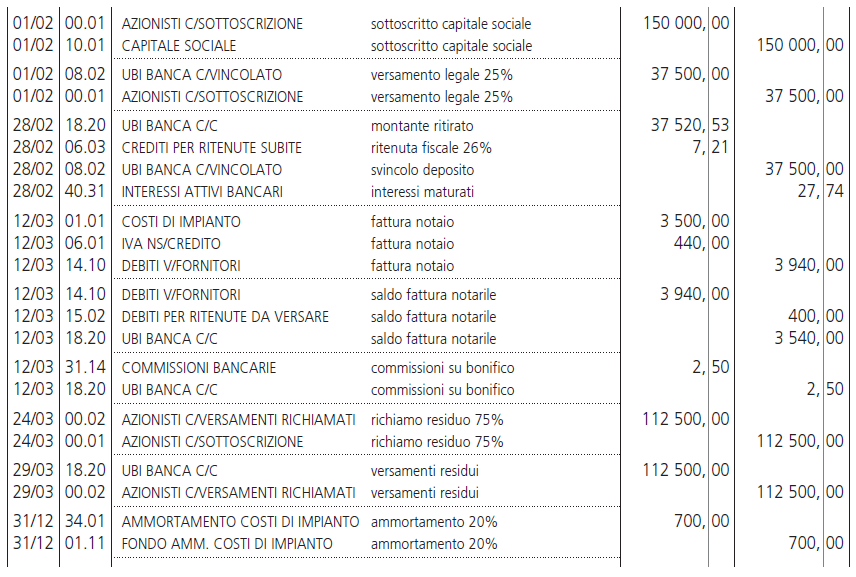 01/02 00.01 AZIONISTI C/SOTTOSCRIZIONE sottoscritto capitale sociale 150 000, 00
01/02 10.01 CAPITALE SOCIALE sottoscritto capitale sociale 150 000, 00
01/02 08.02 UBI BANCA C/VINCOLATO versamento legale 25% 37 500, 00
01/02 00.01 AZIONISTI C/SOTTOSCRIZIONE versamento legale 25% 37 500, 00
28/02 18.20 UBI BANCA C/C montante ritirato 37 520, 53
28/02 06.03 CREDITI PER RITENUTE SUBITE ritenuta fiscale 26% 7, 21
28/02 08.02 UBI BANCA C/VINCOLATO svincolo deposito 37 500, 00
28/02 40.31 INTERESSI ATTIVI BANCARI interessi maturati 27, 74
12/03 01.01 COSTI DI IMPIANTO fattura notaio 3 500, 00
12/03 06.01 IVA NS/CREDITO fattura notaio 440, 00
12/03 14.10 DEBITI V/FORNITORI fattura notaio 3 940, 00
12/03 14.10 DEBITI V/FORNITORI saldo fattura notarile 3 940, 00
12/03 15.02 DEBITI PER RITENUTE DA VERSARE saldo fattura notarile 400, 00
12/03 18.20 UBI BANCA C/C saldo fattura notarile 3 540, 00
12/03 31.14 COMMISSIONI BANCARIE commissioni su bonifico 2, 50
12/03 18.20 UBI BANCA C/C commissioni su bonifico 2, 50
24/03 00.02 AZIONISTI C/VERSAMENTI RICHIAMATI richiamo residuo 75% 112 500, 00
24/03 00.01 AZIONISTI C/SOTTOSCRIZIONE richiamo residuo 75% 112 500, 00
29/03 18.20 UBI BANCA C/C versamenti residui 112 500, 00
29/03 00.02 AZIONISTI C/VERSAMENTI RICHIAMATI versamenti residui 112 500, 00
31/12 34.01 AMMORTAMENTO COSTI DI IMPIANTO ammortamento 20% 700, 00
31/12 01.11 FONDO AMM. COSTI DI IMPIANTO ammortamento 20% 700, 00